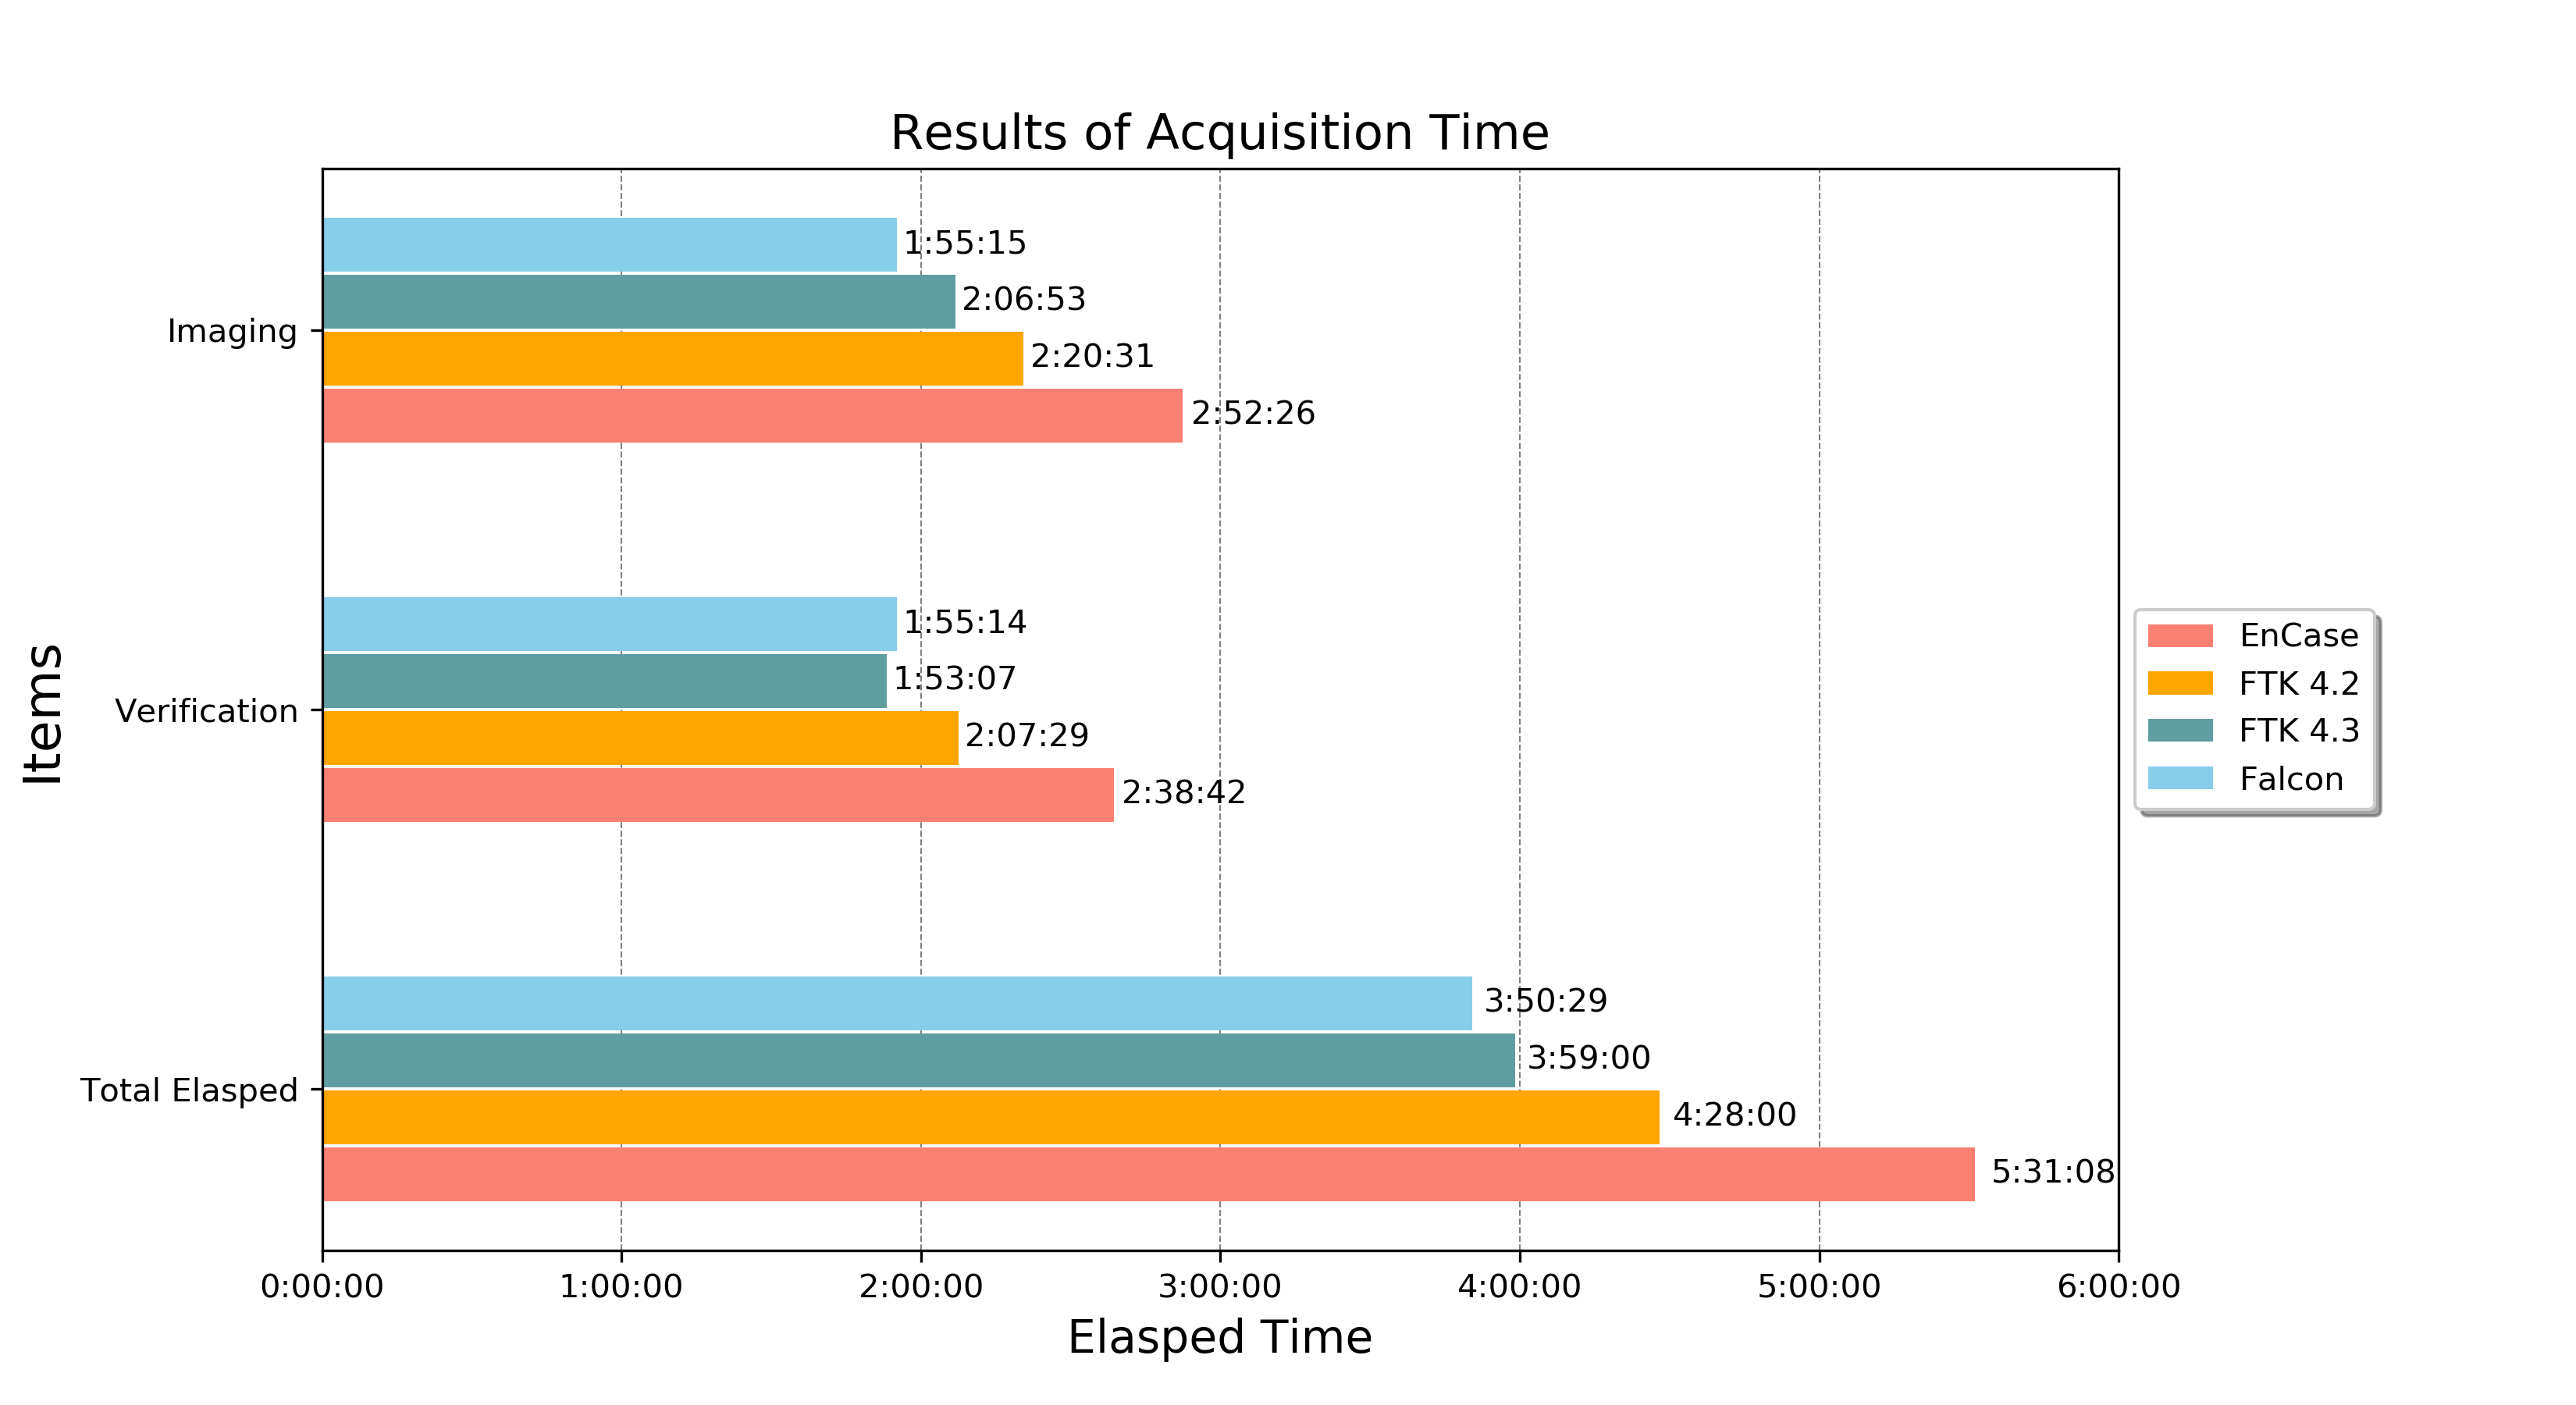 Results of Acquisition Time
Items
Imaging
1:55:15
2:06:53
2:20:31
2:52:26
Verification
1:55:14
1:53:07
2:07:29
2:38:42
Total Elasped
3:50:29
3:59:00
4:28:00
5:31:08
0:00:00 1:00:00 2:00:00 3:00:00 4:00:00 5:00:00 6:00:00
Elasped Time
EnCase
FTK 4.2
FTK 4.3
Falcon